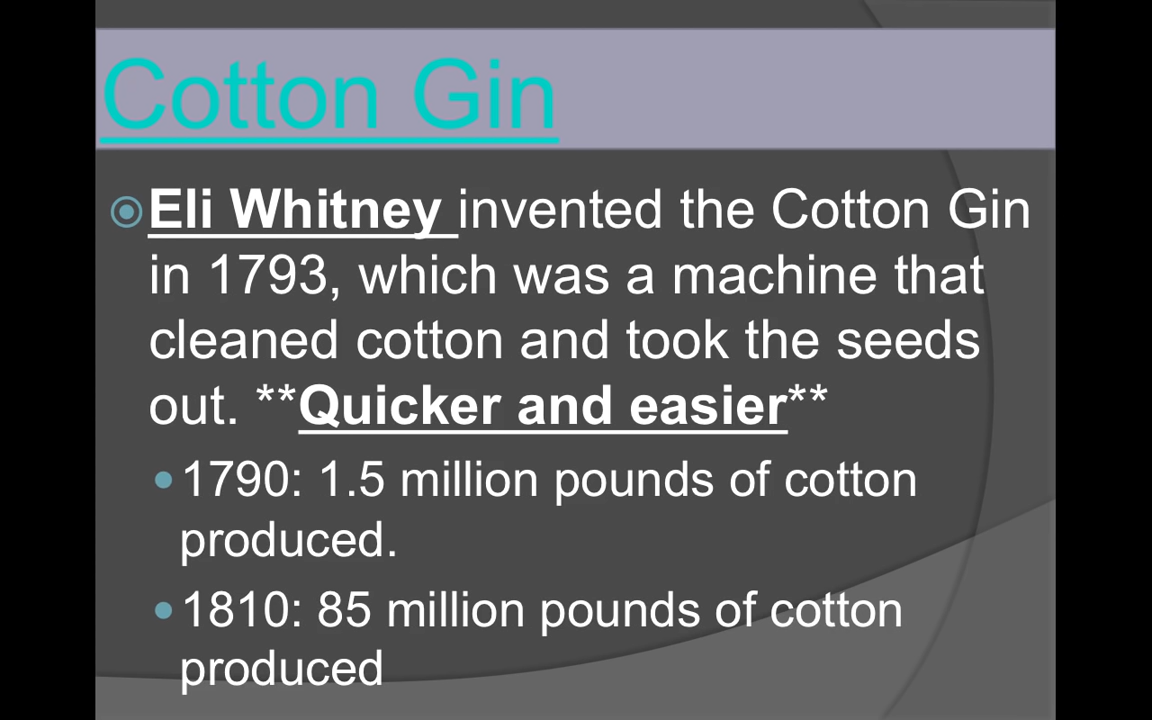 Cotton Gin
Eli Whitney invented the Cotton Gin
in 1793, which was a machine that
cleaned cotton and took the seeds
out. **Quicker and easier**
1790: 1.5 million pounds of cotton
produced.
1810: 85 million pounds of cotton
produced